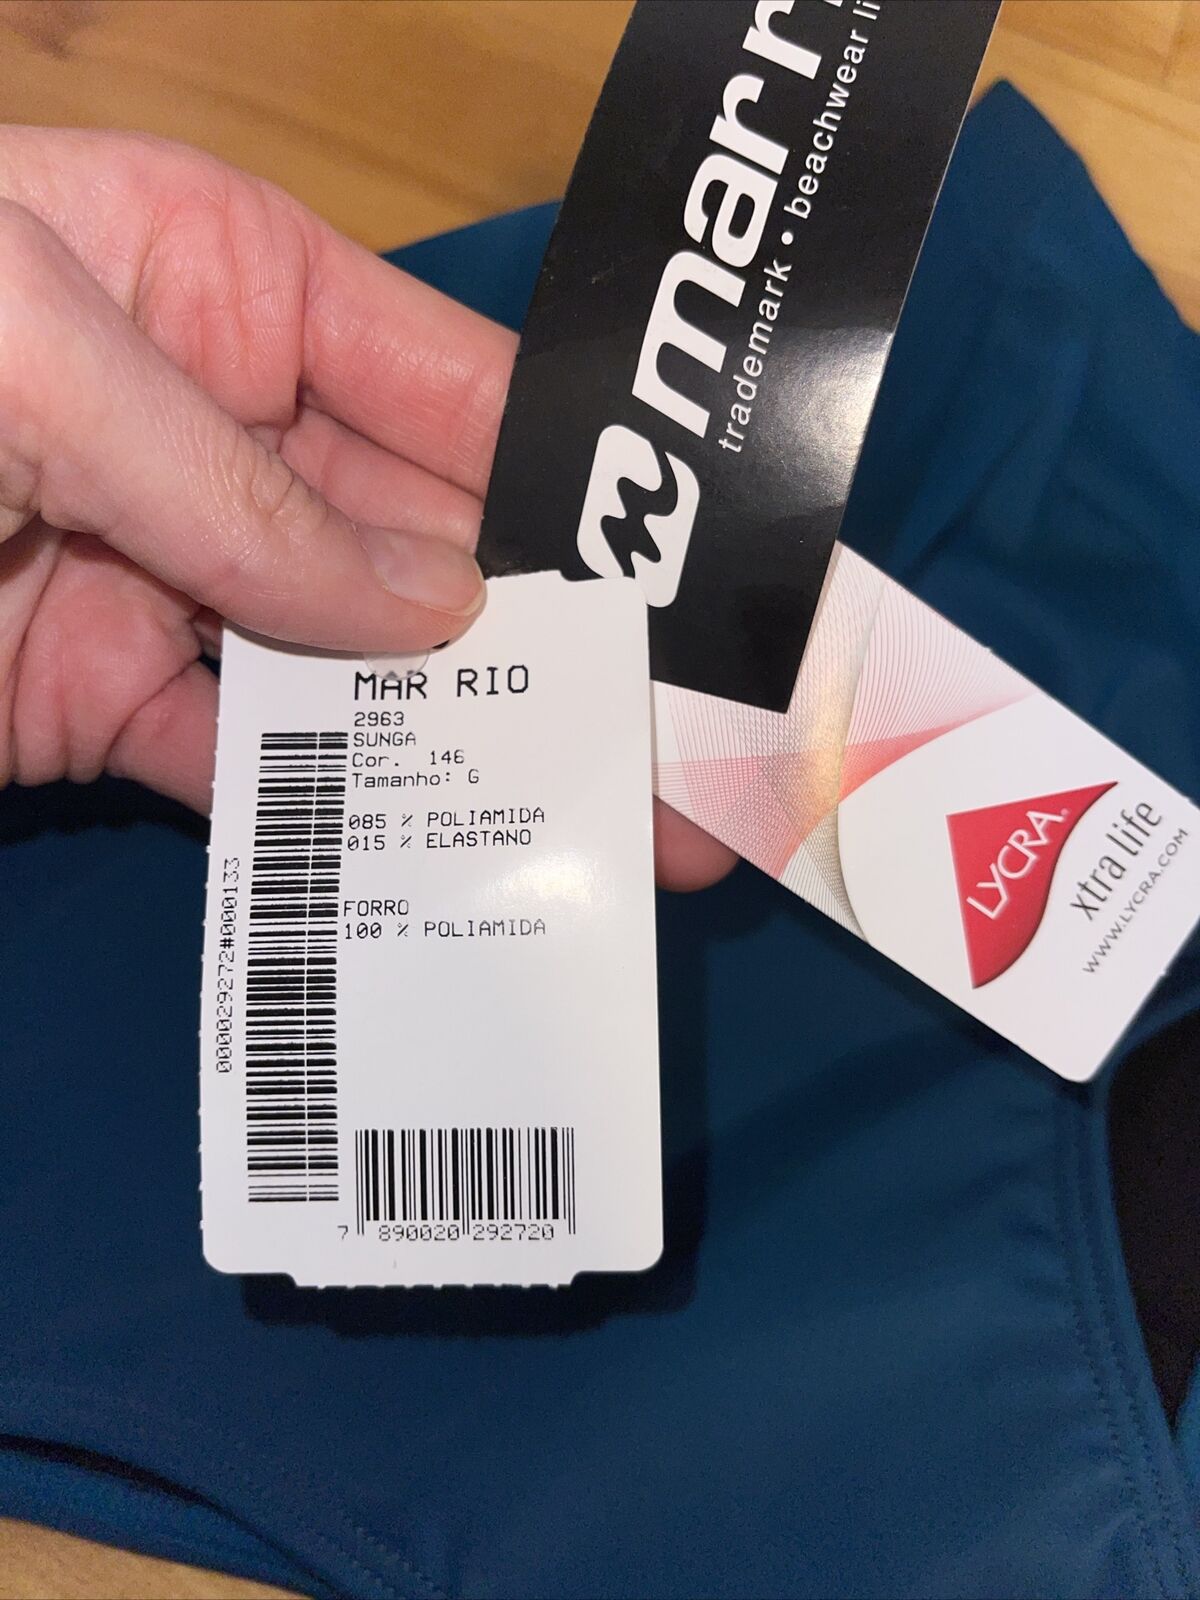 mar
trademark • beachwear
MAR RIO
2963
SUNGA
Cor. 146
Tamanho: G
085 % POLIAMIDA
015 % ELASTANO
FORRO
100 % POLIAMIDA
0000029272#000133
7 890020 292720
LYCRA®
xtra life
www.LYCRA.COM